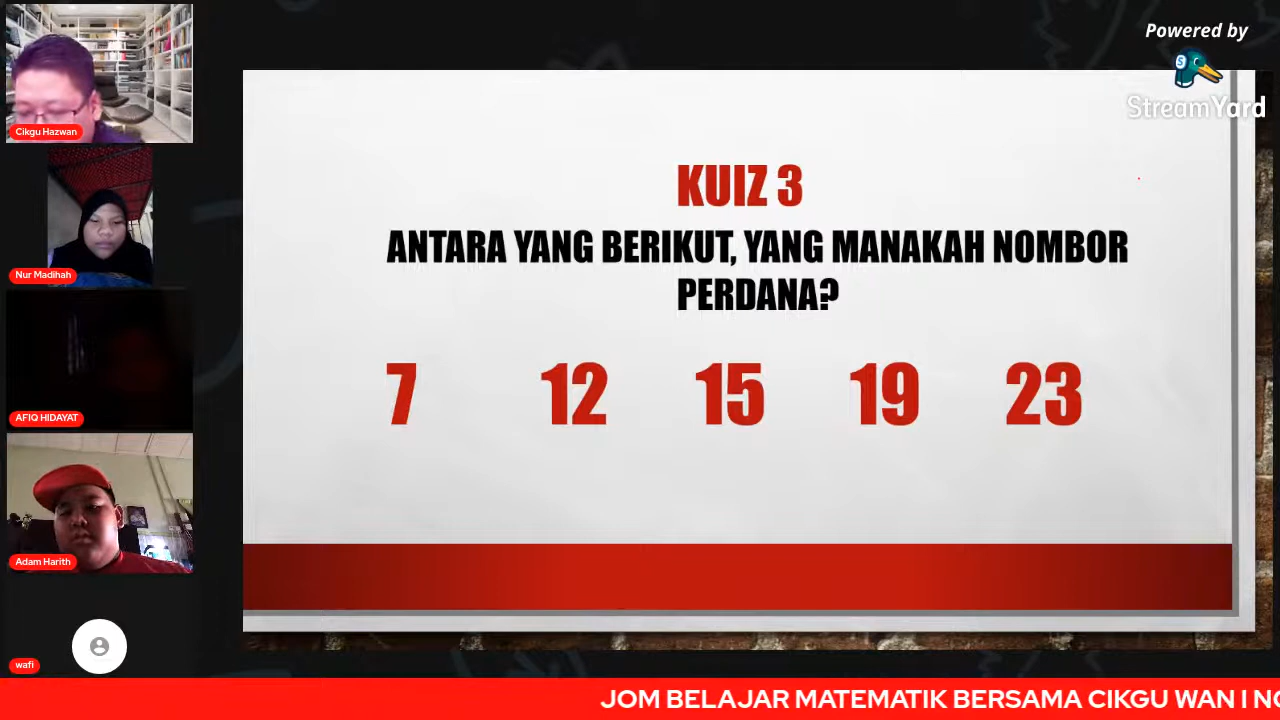 Powered by
StreamYard
Cikgu Hazwan
Nur Madihah
AFIQ HIDAYAT
Adam Harith
wafi
KUIZ 3
ANTARA YANG BERIKUT, YANG MANAKAH NOMBOR
PERDANA?
7 12 15 19 23
JOM BELAJAR MATEMATIK BERSAMA CIKGU WAN I